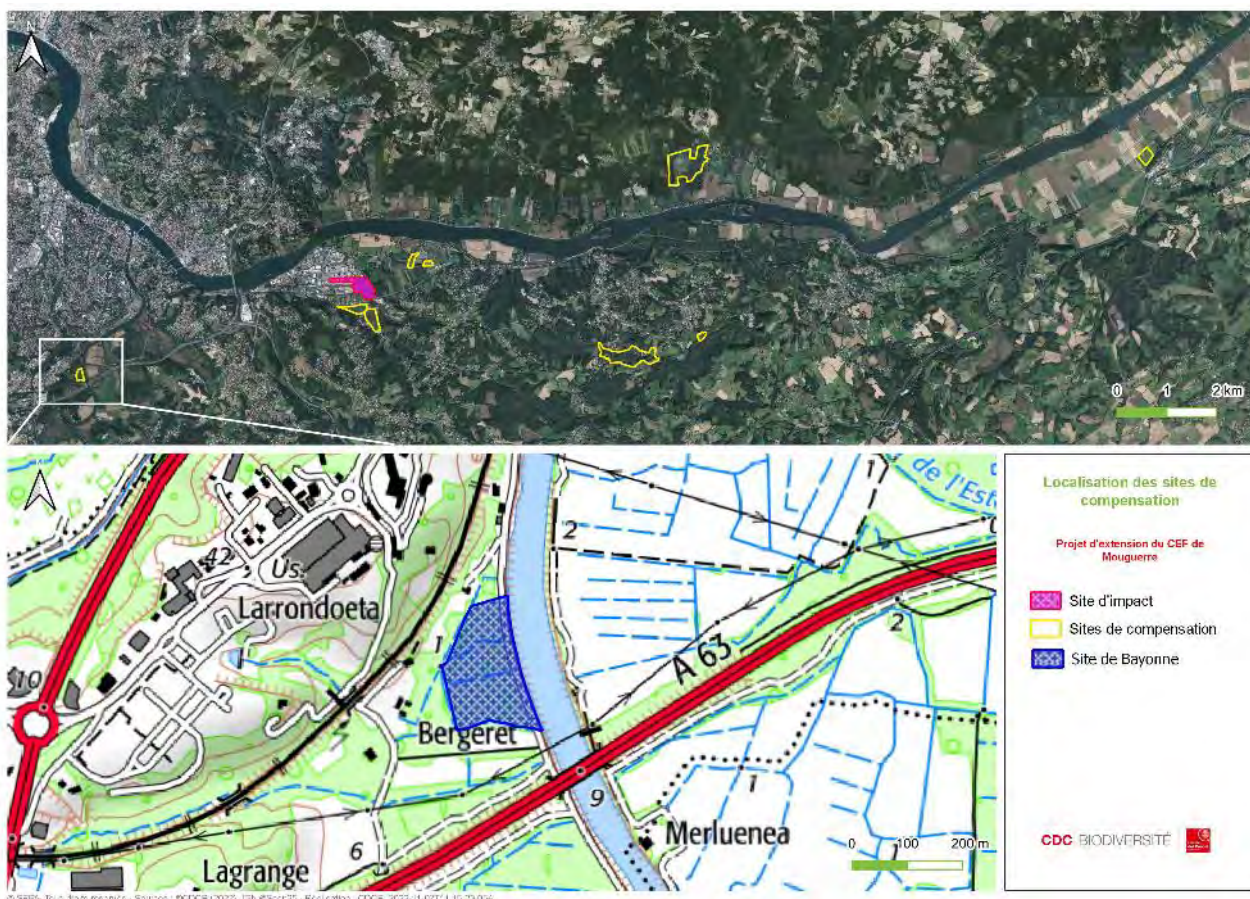 0 1 2 km
Localisation des sites de
compensation
Projet d'extension du CEF de
Mouguerre
Site d'impact
Sites de compensation
Site de Bayonne
CDC BIODIVERSITÉ
1
de l'Est
2
42
Us.
Larrondoeta
1
A 63
2
10
Bergeret
1
9
Merluenea
6
Lagrange
1
0 100 200 m